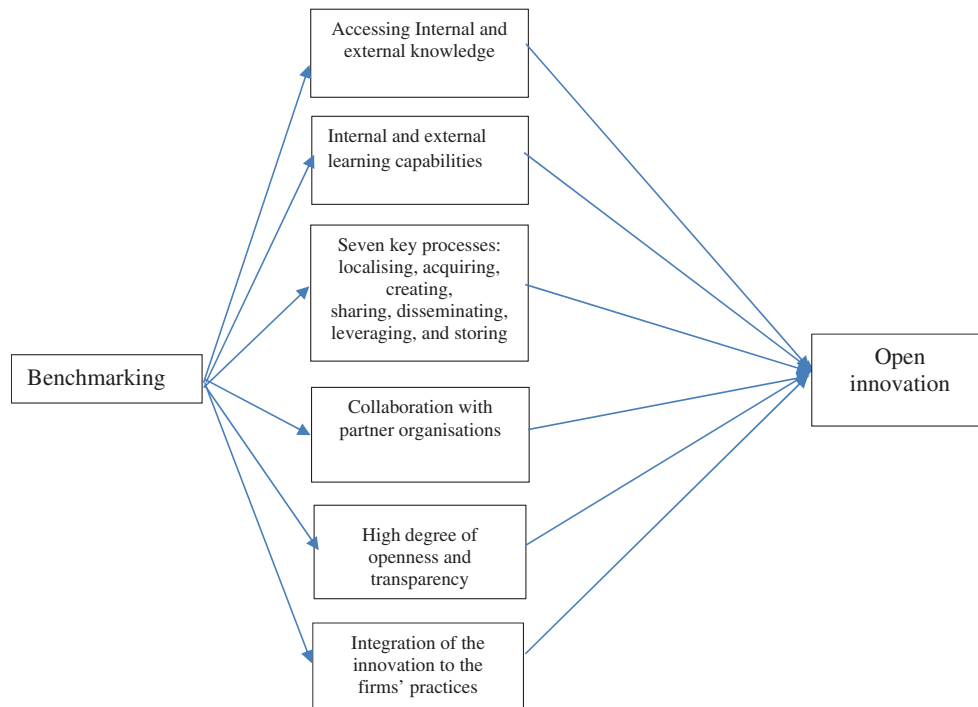 Accessing Internal and
external knowledge
Internal and external
learning capabilities
Seven key processes:
localising, acquiring,
creating,
sharing, disseminating,
leveraging, and storing
Benchmarking
Open
innovation
Collaboration with
partner organisations
High degree of
openness and
transparency
Integration of the
innovation to the
firms’ practices